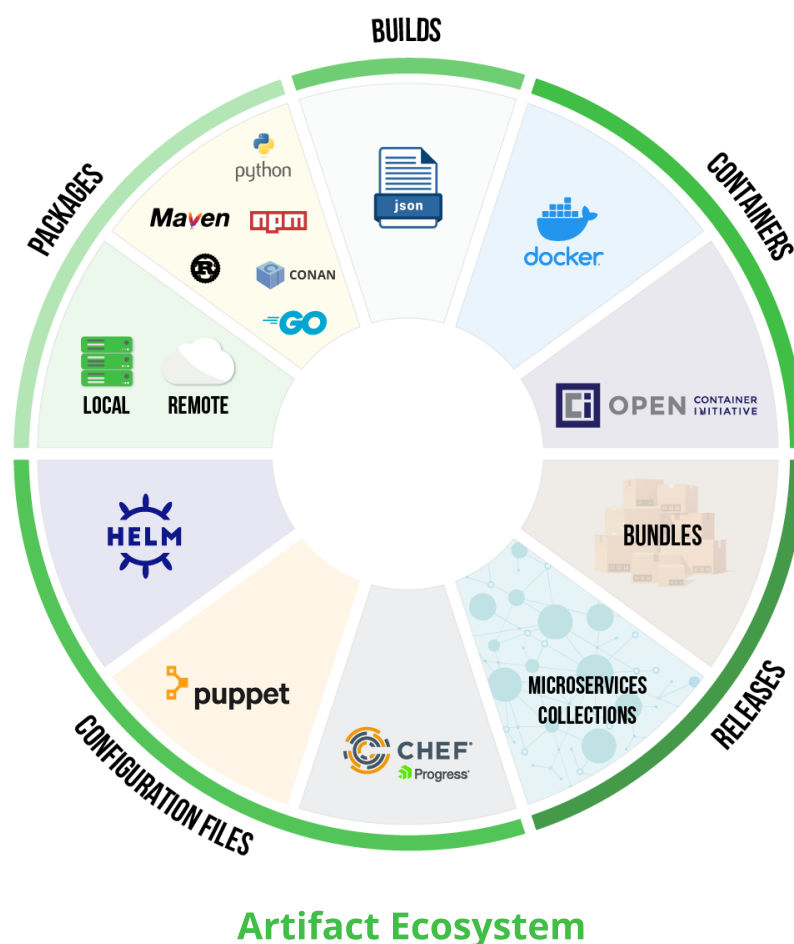 BUILDS
PACKAGES
CONTAINERS
python
Maven
npm
R
CONAN
GO
json
docker
LOCAL
REMOTE
Ci OPEN CONTAINER INITIATIVE
HELM
BUNDLES
puppet
CHEF
Progress
MICROSERVICES
COLLECTIONS
CONFIGURATION FILES
RELEASES
Artifact Ecosystem